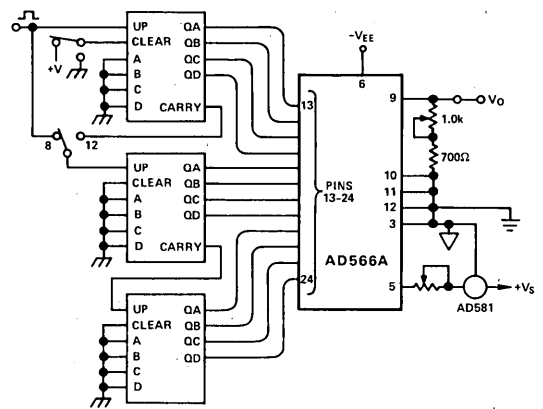 UP QA
CLEAR QB
A QC
B QD
C
D CARRY
+V
8 12
UP QA
CLEAR QB
A QC
B QD
C
D CARRY
UP QA
CLEAR QB
A QC
B QD
C
D
-VEE
6
13
PINS
13-24
24
AD566A
9
10
11
12
3
5
VO
1.0k
700Ω
AD581
+VS